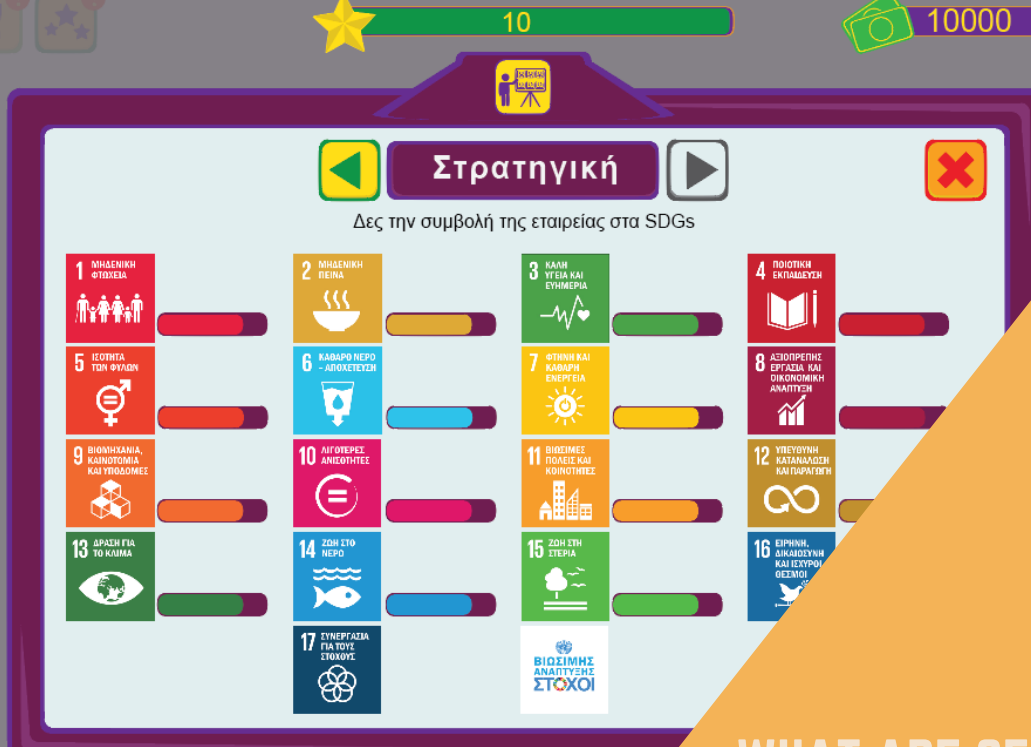 10
10000
Στρατηγική
Δες την συμβολή της εταιρείας στα SDGs
1 ΜΗΔΕΝΙΚΗ
ΦΤΩΧΕΙΑ
2 ΜΗΔΕΝΙΚΗ
ΠΕΙΝΑ
3 ΚΑΛΗ
ΥΓΕΙΑ ΚΑΙ
ΕΥΗΜΕΡΙΑ
4 ΠΟΙΟΤΙΚΗ
ΕΚΠΑΙΔΕΥΣΗ
5 ΙΣΟΤΗΤΑ
ΤΩΝ ΦΥΛΩΝ
6 ΚΑΘΑΡΟ ΝΕΡΟ
- ΑΠΟΧΕΤΕΥΣΗ
7 ΦΤΗΝΗ ΚΑΙ
ΚΑΘΑΡΗ
ΕΝΕΡΓΕΙΑ
8 ΑΞΙΟΠΡΕΠΗΣ
ΕΡΓΑΣΙΑ ΚΑΙ
ΟΙΚΟΝΟΜΙΚΗ
ΑΝΑΠΤΥΞΗ
9 ΒΙΟΜΗΧΑΝΙΑ,
ΚΑΙΝΟΤΟΜΙΑ
ΚΑΙ ΥΠΟΔΟΜΕΣ
10 ΛΙΓΟΤΕΡΕΣ
ΑΝΙΣΟΤΗΤΕΣ
11 ΒΙΩΣΙΜΕΣ
ΠΟΛΕΙΣ ΚΑΙ
ΚΟΙΝΟΤΗΤΕΣ
12 ΥΠΕΥΘΥΝΗ
ΚΑΤΑΝΑΛΩΣΗ
ΚΑΙ ΠΑΡΑΓΩΓΗ
13 ΔΡΑΣΗ ΓΙΑ
ΤΟ ΚΛΙΜΑ
14 ΖΩΗ ΣΤΟ
ΝΕΡΟ
15 ΖΩΗ ΣΤΗ
ΣΤΕΡΙΑ
16 ΕΙΡΗΝΗ,
ΔΙΚΑΙΟΣΥΝΗ
ΚΑΙ ΙΣΧΥΡΟΙ
ΘΕΣΜΟΙ
17 ΣΥΝΕΡΓΑΣΙΑ
ΓΙΑ ΤΟΥΣ
ΣΤΟΧΟΥΣ
ΒΙΩΣΙΜΗΣ
ΑΝΑΠΤΥΞΗΣ
ΣΤΟΧΟΙ